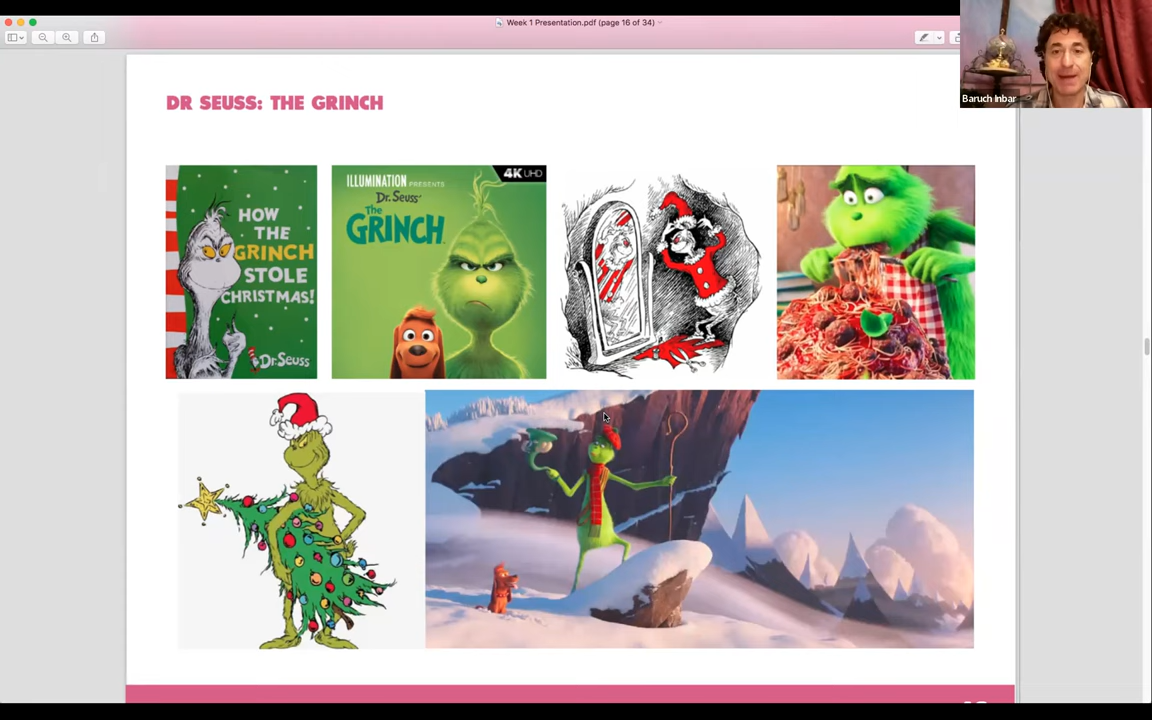 Week 1 Presentation.pdf (page 16 of 34)
Baruch Inbar
DR SEUSS: THE GRINCH
HOW
THE
GRINCH
STOLE
CHRISTMAS!
Dr. Seuss
ILLUMINATION PRESENTS
4K UHD
Dr. Seuss'
The
GRINCH